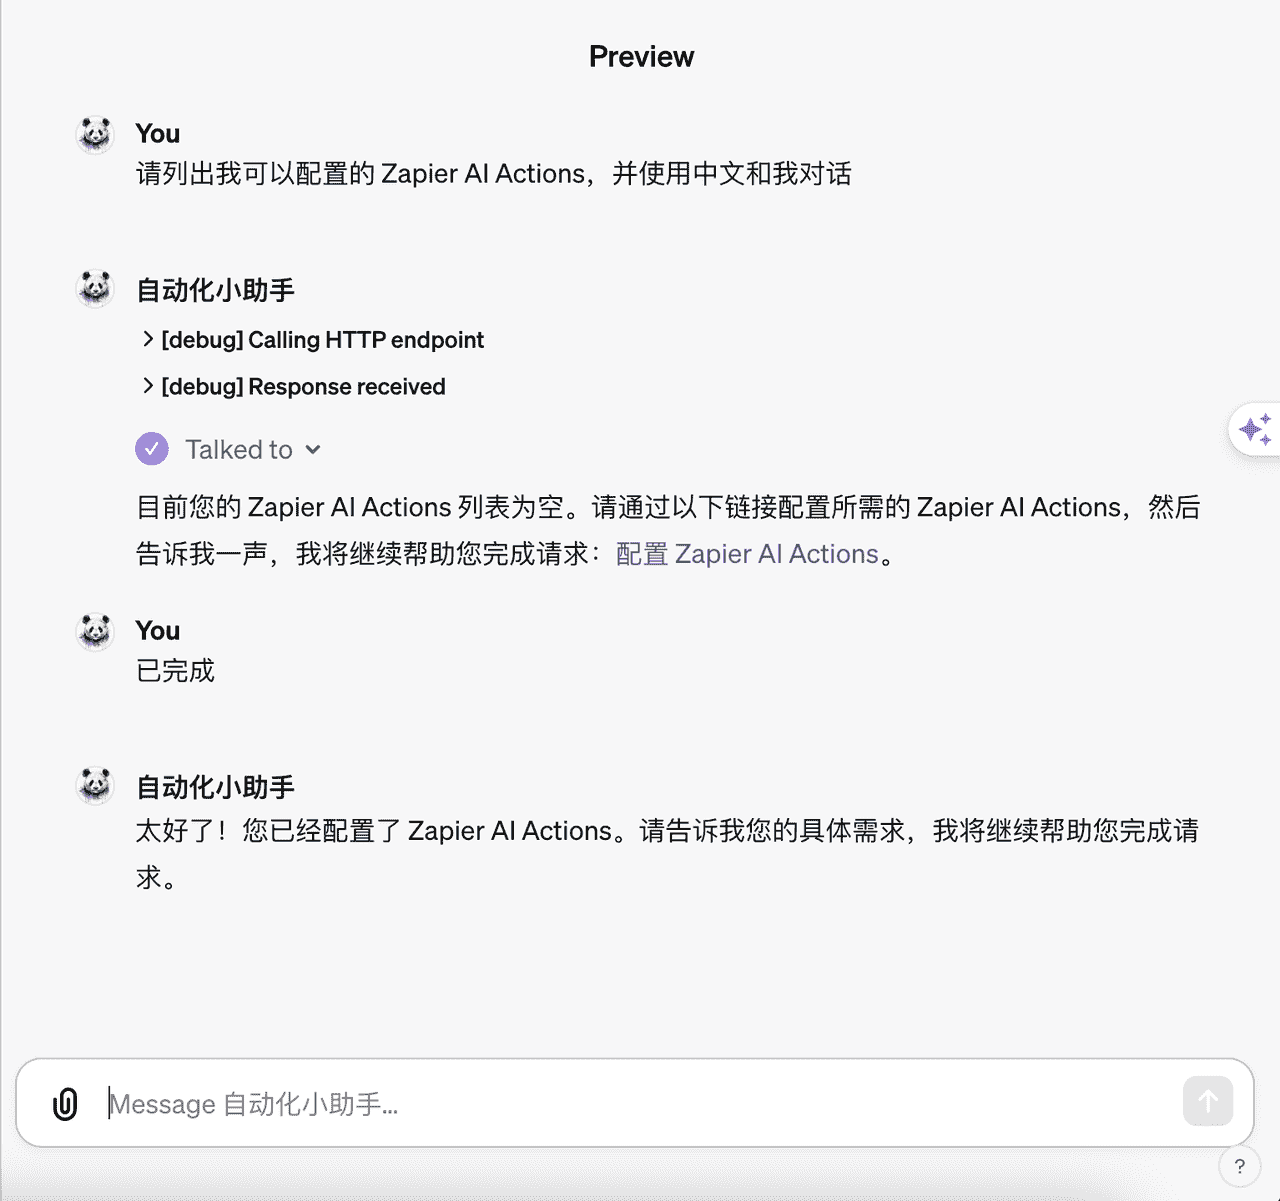 Preview
You
请列出我可以配置的 Zapier AI Actions，并使用中文和我对话
自动化小助手
[debug] Calling HTTP endpoint
[debug] Response received
Talked to
目前您的 Zapier AI Actions 列表为空。请通过以下链接配置所需的 Zapier AI Actions，然后
告诉我一声，我将继续帮助您完成请求：配置 Zapier AI Actions。
You
已完成
自动化小助手
太好了！您已经配置了 Zapier AI Actions。请告诉我您的具体需求，我将继续帮助您完成请
求。
Message 自动化小助手...
?